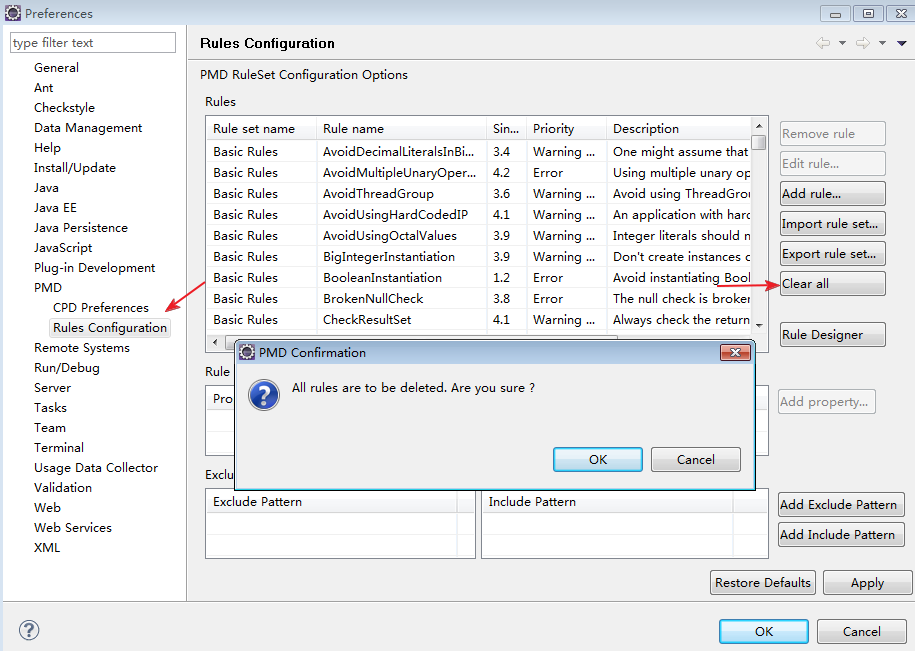 Preferences
type filter text
General
Ant
Checkstyle
Data Management
Help
Install/Update
Java
Java EE
Java Persistence
JavaScript
Plug-in Development
PMD
CPD Preferences
Rules Configuration
Remote Systems
Run/Debug
Server
Tasks
Team
Terminal
Usage Data Collector
Validation
Web
Web Services
XML
Rules Configuration
PMD RuleSet Configuration Options
Rules
Rule set name Rule name Sin... Priority Description
Basic Rules AvoidDecimalLiteralsInBi... 3.4 Warning ... One might assume that
Basic Rules AvoidMultipleUnaryOper... 4.2 Error Using multiple unary op
Basic Rules AvoidThreadGroup 3.6 Warning ... Avoid using ThreadGrou
Basic Rules AvoidUsingHardCodedIP 4.1 Warning ... An application with hard
Basic Rules AvoidUsingOctalValues 3.9 Warning ... Integer literals should n
Basic Rules BigIntegerInstantiation 3.9 Warning ... Don't create instances c
Basic Rules BooleanInstantiation 1.2 Error Avoid instantiating Bool
Basic Rules BrokenNullCheck 3.8 Error The null check is broken
Basic Rules CheckResultSet 4.1 Warning ... Always check the return
Remove rule
Edit rule...
Add rule...
Import rule set...
Export rule set...
Clear all
Rule Designer
Rule
Pro
Add property...
PMD Confirmation
All rules are to be deleted. Are you sure ?
OK Cancel
Exclu
Exclude Pattern Include Pattern
Add Exclude Pattern
Add Include Pattern
Restore Defaults Apply
? OK Cancel